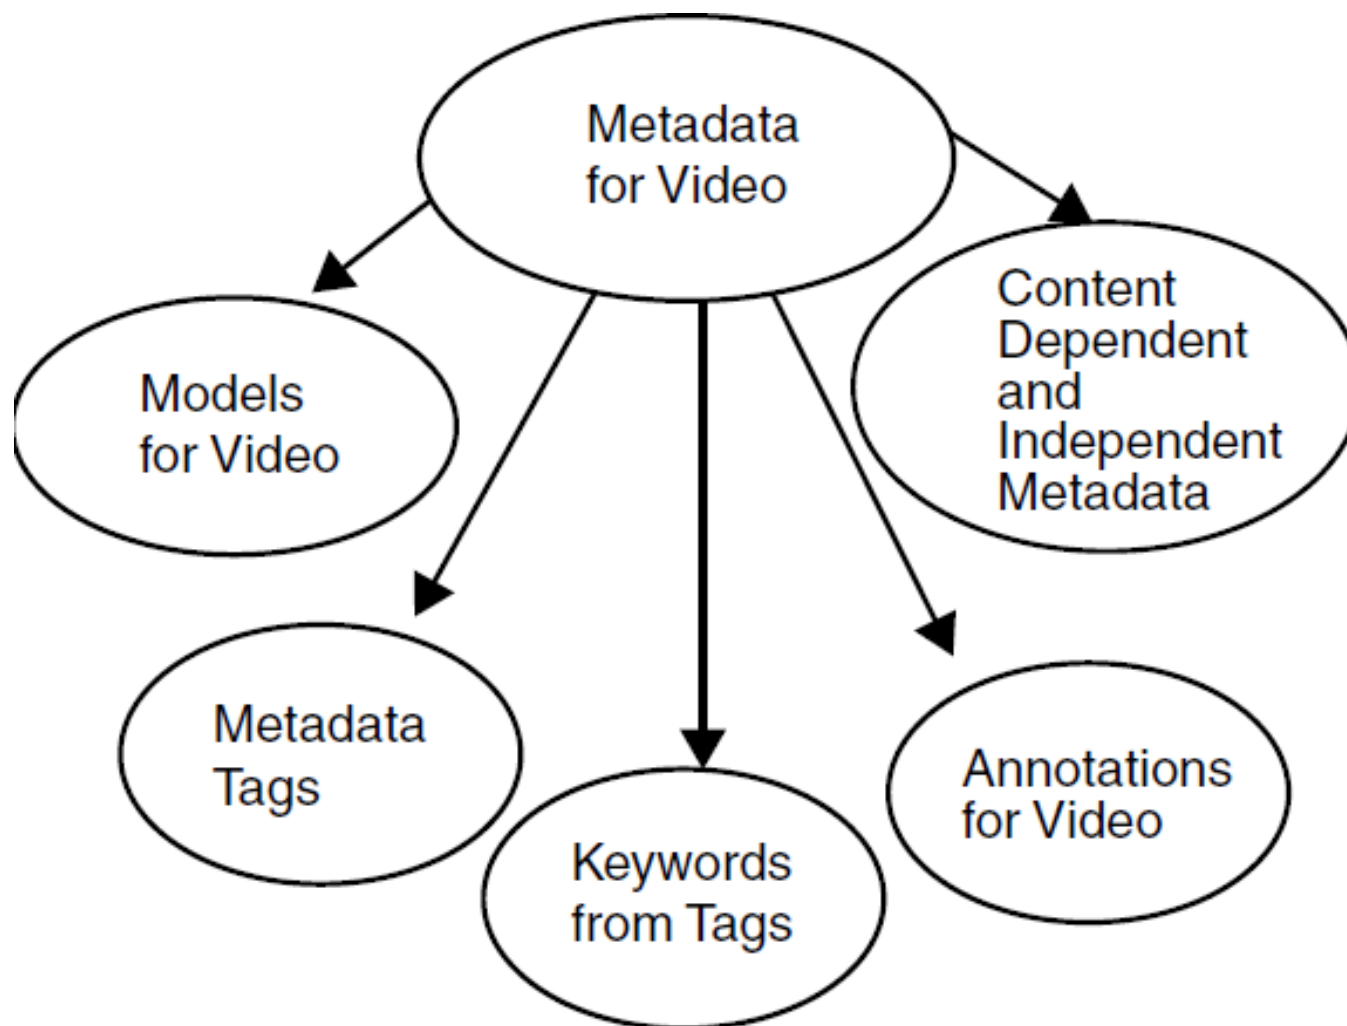 Metadata
for Video
Models
for Video
Content
Dependent
and
Independent
Metadata
Metadata
Tags
Keywords
from Tags
Annotations
for Video